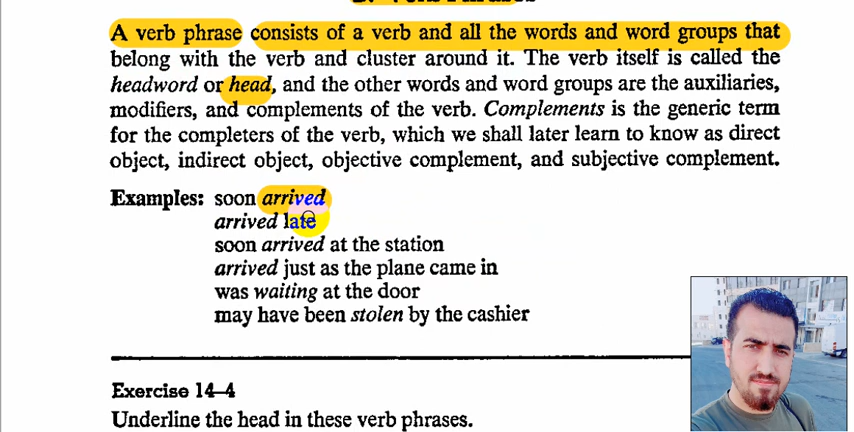 A verb phrase consists of a verb and all the words and word groups that
belong with the verb and cluster around it. The verb itself is called the
headword or head, and the other words and word groups are the auxiliaries,
modifiers, and complements of the verb. Complements is the generic term
for the completers of the verb, which we shall later learn to know as direct
object, indirect object, objective complement, and subjective complement.
Examples: soon arrived
arrived late
soon arrived at the station
arrived just as the plane came in
was waiting at the door
may have been stolen by the cashier
Exercise 14–4
Underline the head in these verb phrases.